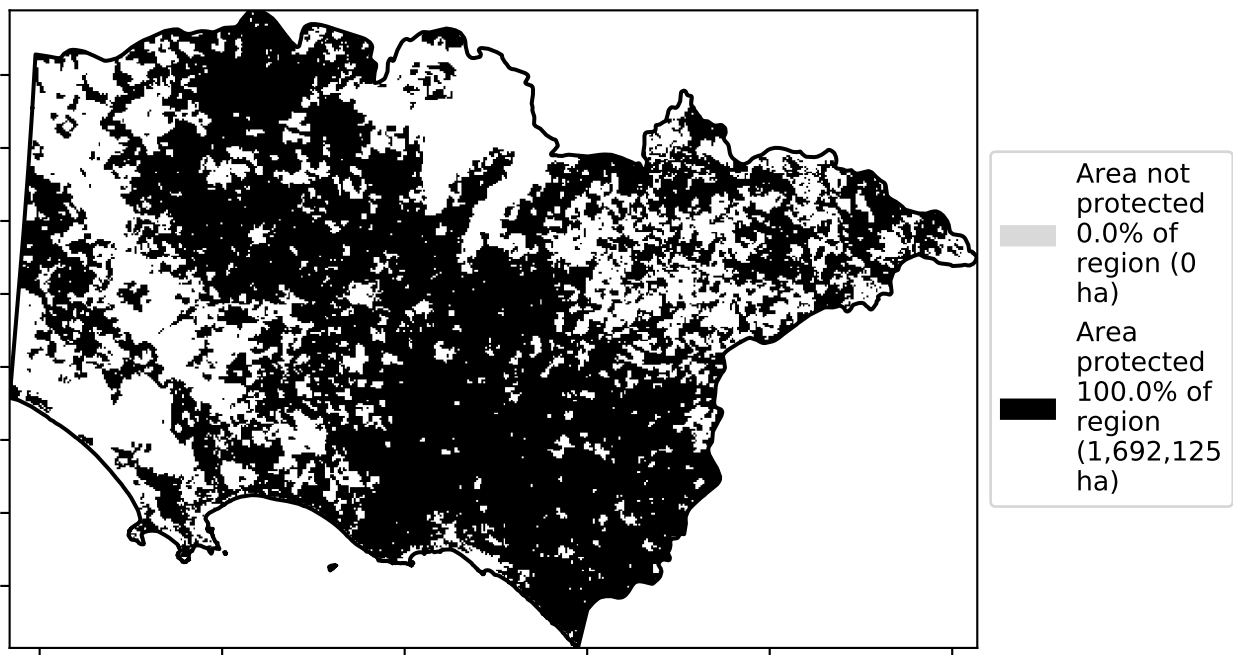 Area not
protected
0.0% of
region (0
ha)
Area
protected
100.0% of
region
(1,692,125
ha)